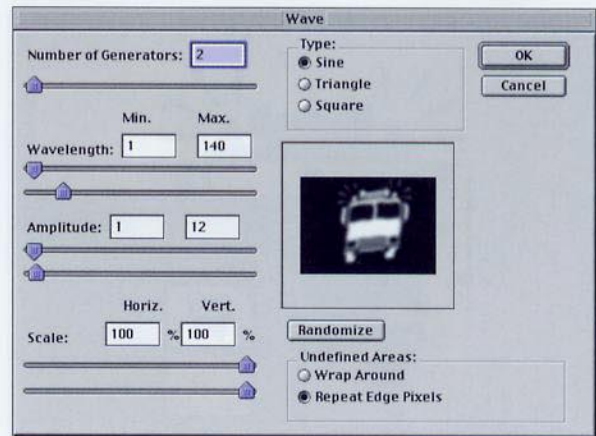 Wave
Number of Generators: 2
Min. Max.
Wavelength: 1 140
Amplitude: 1 12
Horiz. Vert.
Scale: 100 % 100 %
Type:
Sine
Triangle
Square
OK
Cancel
Randomize
Undefined Areas:
Wrap Around
Repeat Edge Pixels